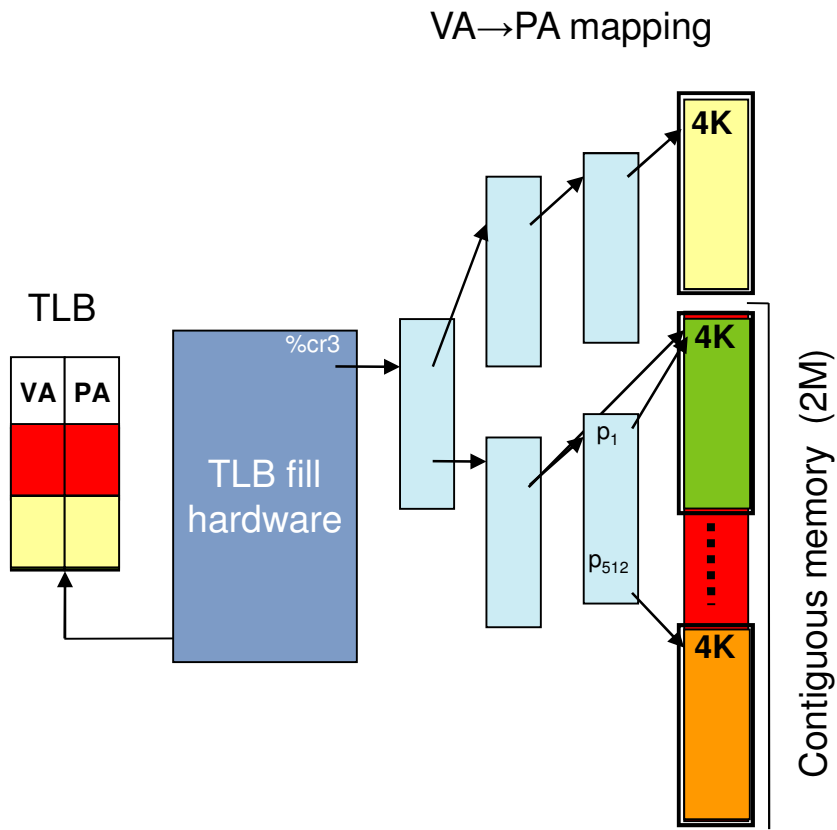 VA→PA mapping
4K
TLB
VA PA
%cr3
TLB fill
hardware
4K
p₁
p₅₁₂
4K
Contiguous memory (2M)